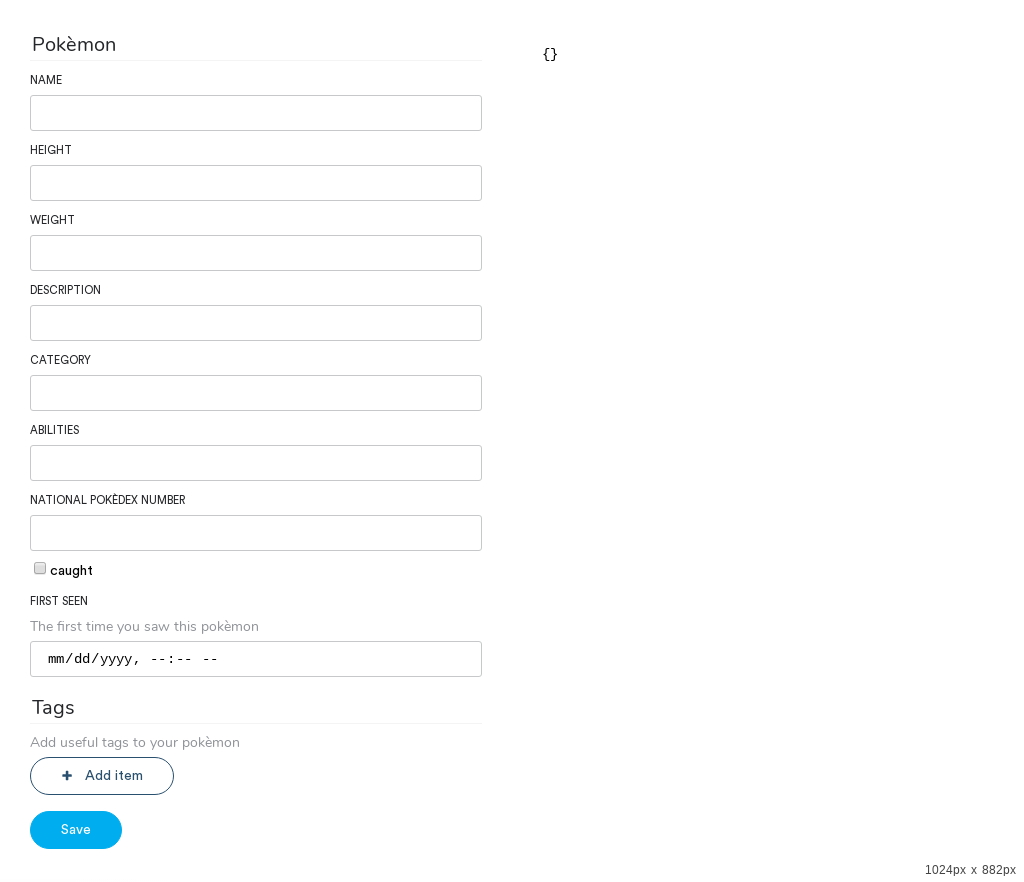 Pokèmon
{}
NAME
HEIGHT
WEIGHT
DESCRIPTION
CATEGORY
ABILITIES
NATIONAL POKÈDEX NUMBER
caught
FIRST SEEN
The first time you saw this pokèmon
mm/dd/yyyy, --:-- --
Tags
Add useful tags to your pokèmon
Add item
Save
1024px x 882px